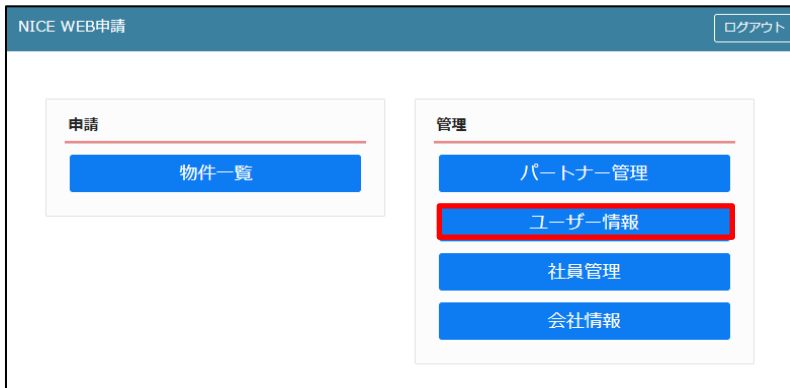 NICE WEB申請
ログアウト
申請
物件一覧
管理
パートナー管理
ユーザー情報
社員管理
会社情報